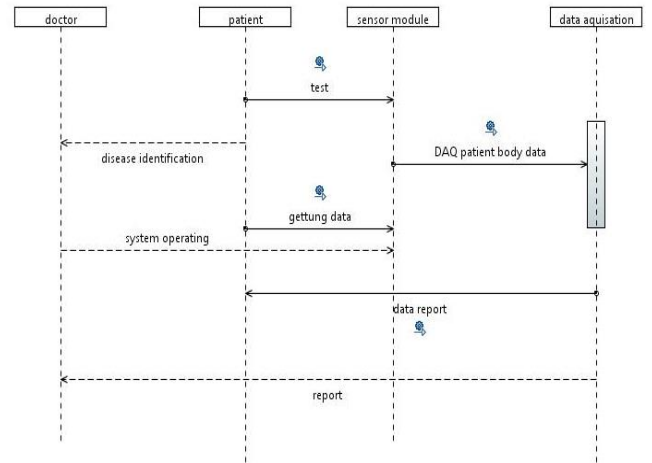 doctor
patient
sensor module
data aquisation
test
disease identification
DAQ patient body data
gettung data
system operating
data report
report